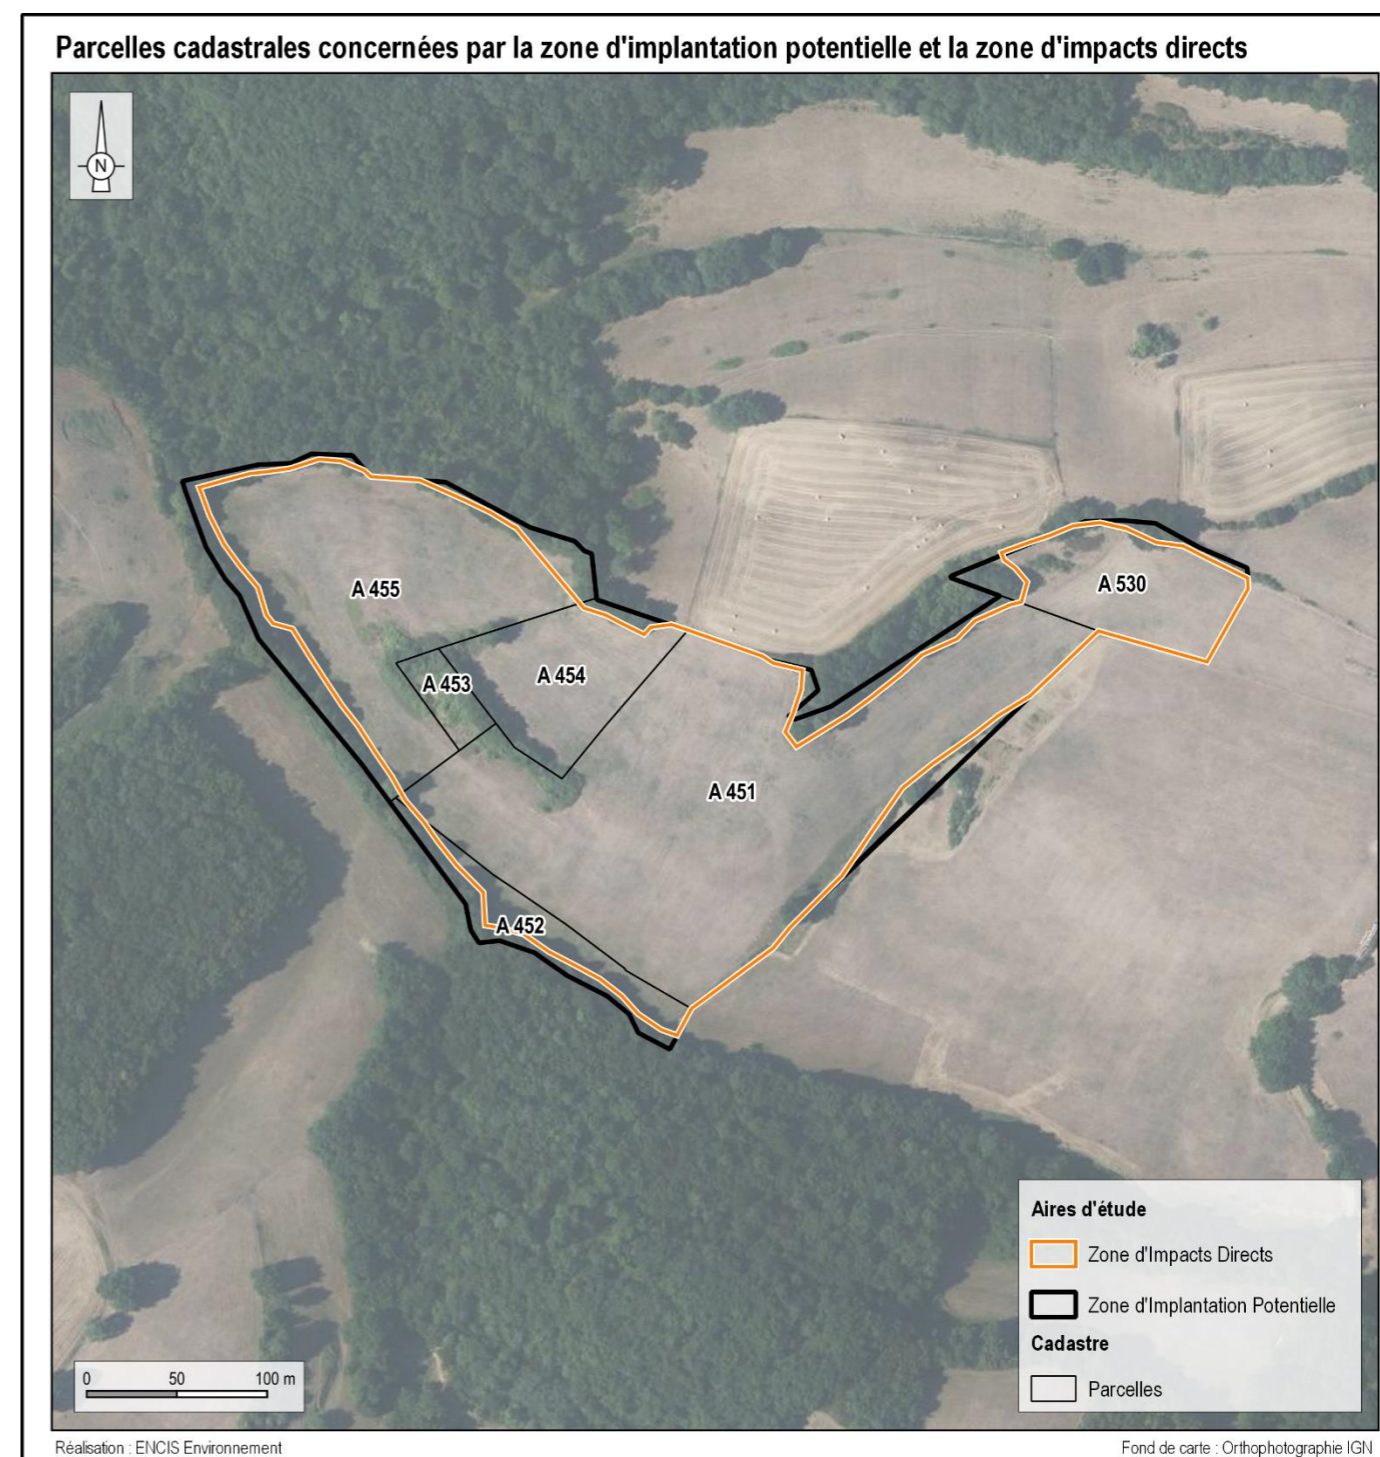 Parcelles cadastrales concernées par la zone d'implantation potentielle et la zone d'impacts directs
N
A 455
A 530
A 454
A 453
A 451
A 452
Aires d'étude
Zone d'Impacts Directs
Zone d'Implantation Potentielle
Cadastre
Parcelles
0 50 100 m
Réalisation : ENCIS Environnement
Fond de carte : Orthophotographie IGN